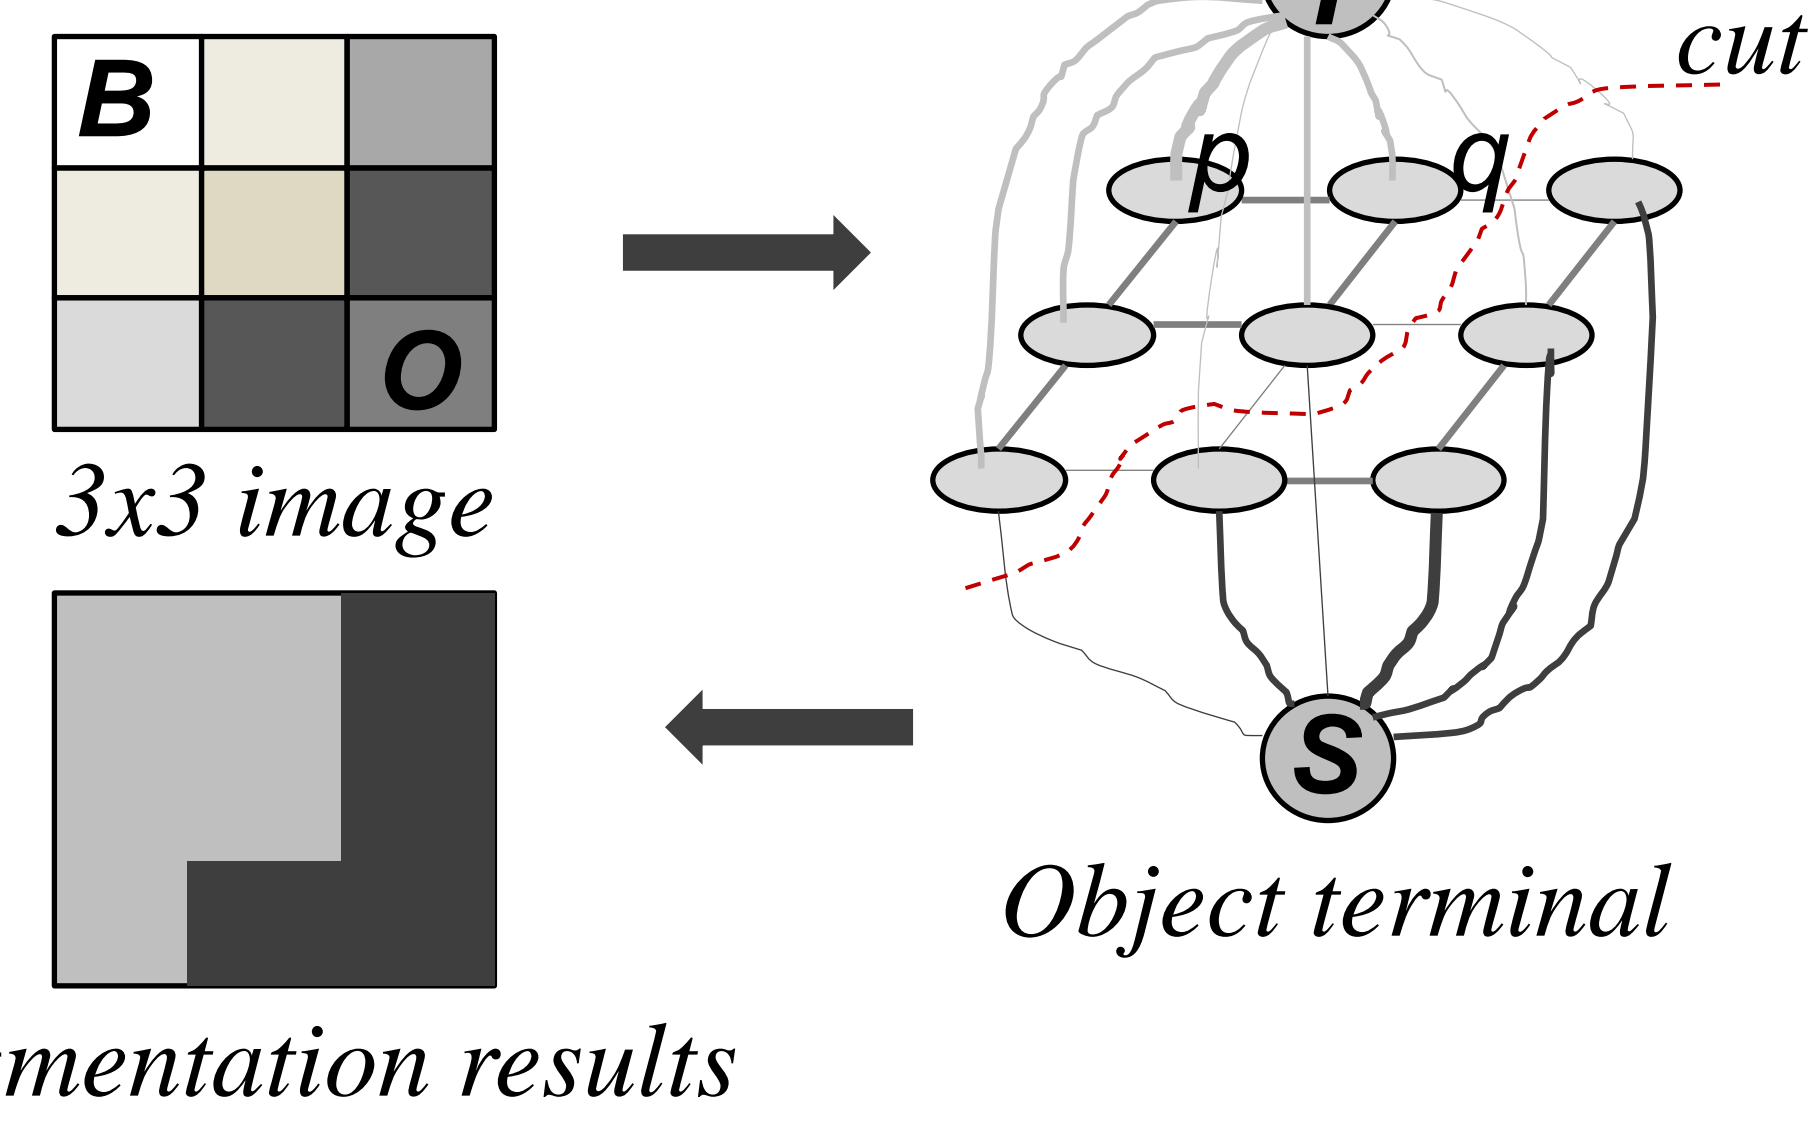 cut
B
p
q
O
3x3 image
S
Object terminal
mentation results